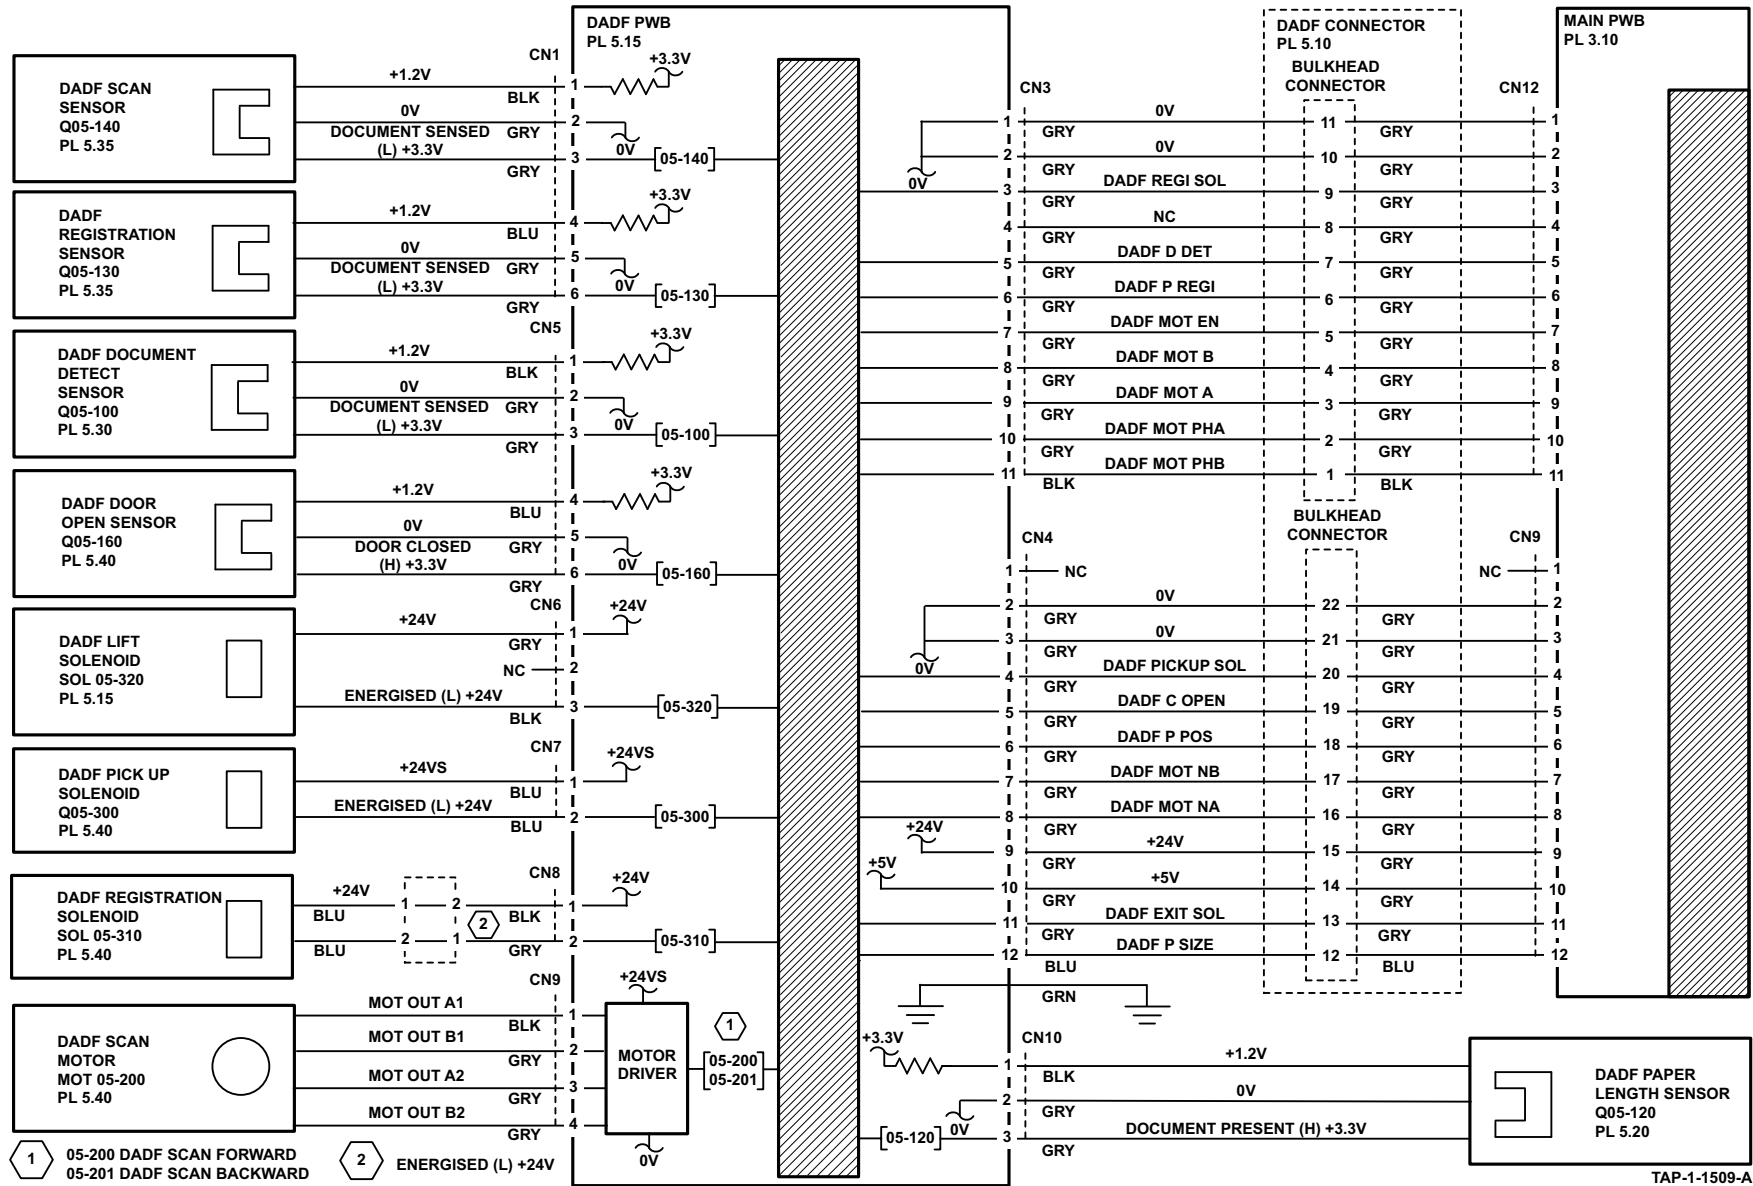 DADF PWB
PL 5.15
DADF CONNECTOR
PL 5.10
BULKHEAD
CONNECTOR
MAIN PWB
PL 3.10
CN1
CN3
CN12
DADF SCAN
SENSOR
Q05-140
PL 5.35
+1.2V
BLK
1
+3.3V
0V
GRY
2
0V
DOCUMENT SENSED
(L) +3.3V
GRY
3
[05-140]
DADF
REGISTRATION
SENSOR
Q05-130
PL 5.35
+1.2V
BLU
4
+3.3V
0V
GRY
5
0V
DOCUMENT SENSED
(L) +3.3V
GRY
6
[05-130]
CN5
DADF DOCUMENT
DETECT
SENSOR
Q05-100
PL 5.30
+1.2V
BLK
1
+3.3V
0V
GRY
2
0V
DOCUMENT SENSED
(L) +3.3V
GRY
3
[05-100]
DADF DOOR
OPEN SENSOR
Q05-160
PL 5.40
+1.2V
BLU
4
+3.3V
0V
GRY
5
0V
DOOR CLOSED
(H) +3.3V
GRY
6
[05-160]
CN6
DADF LIFT
SOLENOID
SOL 05-320
PL 5.15
+24V
GRY
1
+24V
NC
2
ENERGISED (L) +24V
BLK
3
[05-320]
CN7
DADF PICK UP
SOLENOID
Q05-300
PL 5.40
+24VS
BLU
1
+24VS
ENERGISED (L) +24V
BLU
2
[05-300]
CN8
DADF REGISTRATION
SOLENOID
SOL 05-310
PL 5.40
+24V
BLU
1
2
BLK
1
+24V
2
BLU
2
1
GRY
2
[05-310]
CN9
DADF SCAN
MOTOR
MOT 05-200
PL 5.40
MOT OUT A1
BLK
1
MOT OUT B1
GRY
2
MOT OUT A2
GRY
3
MOT OUT B2
GRY
4
+24VS
MOTOR
DRIVER
0V
1
[05-200
05-201]
0V
1 0V GRY 11 GRY 1
2 0V GRY 10 GRY 2
3 DADF REGI SOL GRY 9 GRY 3
4 NC GRY 8 GRY 4
5 DADF D DET GRY 7 GRY 5
6 DADF P REGI GRY 6 GRY 6
7 DADF MOT EN GRY 5 GRY 7
8 DADF MOT B GRY 4 GRY 8
9 DADF MOT A GRY 3 GRY 9
10 DADF MOT PHA GRY 2 GRY 10
11 DADF MOT PHB BLK 1 BLK 11
BULKHEAD
CONNECTOR
CN4
CN9
1 NC NC 1
0V
2 0V GRY 22 GRY 2
3 0V GRY 21 GRY 3
4 DADF PICKUP SOL GRY 20 GRY 4
5 DADF C OPEN GRY 19 GRY 5
6 DADF P POS GRY 18 GRY 6
7 DADF MOT NB GRY 17 GRY 7
8 DADF MOT NA GRY 16 GRY 8
+24V 9 +24V GRY 15 GRY 9
+5V 10 +5V GRY 14 GRY 10
11 DADF EXIT SOL GRY 13 GRY 11
12 DADF P SIZE BLU 12 BLU 12
GRN
CN10
+3.3V 1 +1.2V BLK
0V 2 0V GRY
[05-120] 3 DOCUMENT PRESENT (H) +3.3V GRY
DADF PAPER
LENGTH SENSOR
Q05-120
PL 5.20
1 05-200 DADF SCAN FORWARD
05-201 DADF SCAN BACKWARD
2 ENERGISED (L) +24V
TAP-1-1509-A